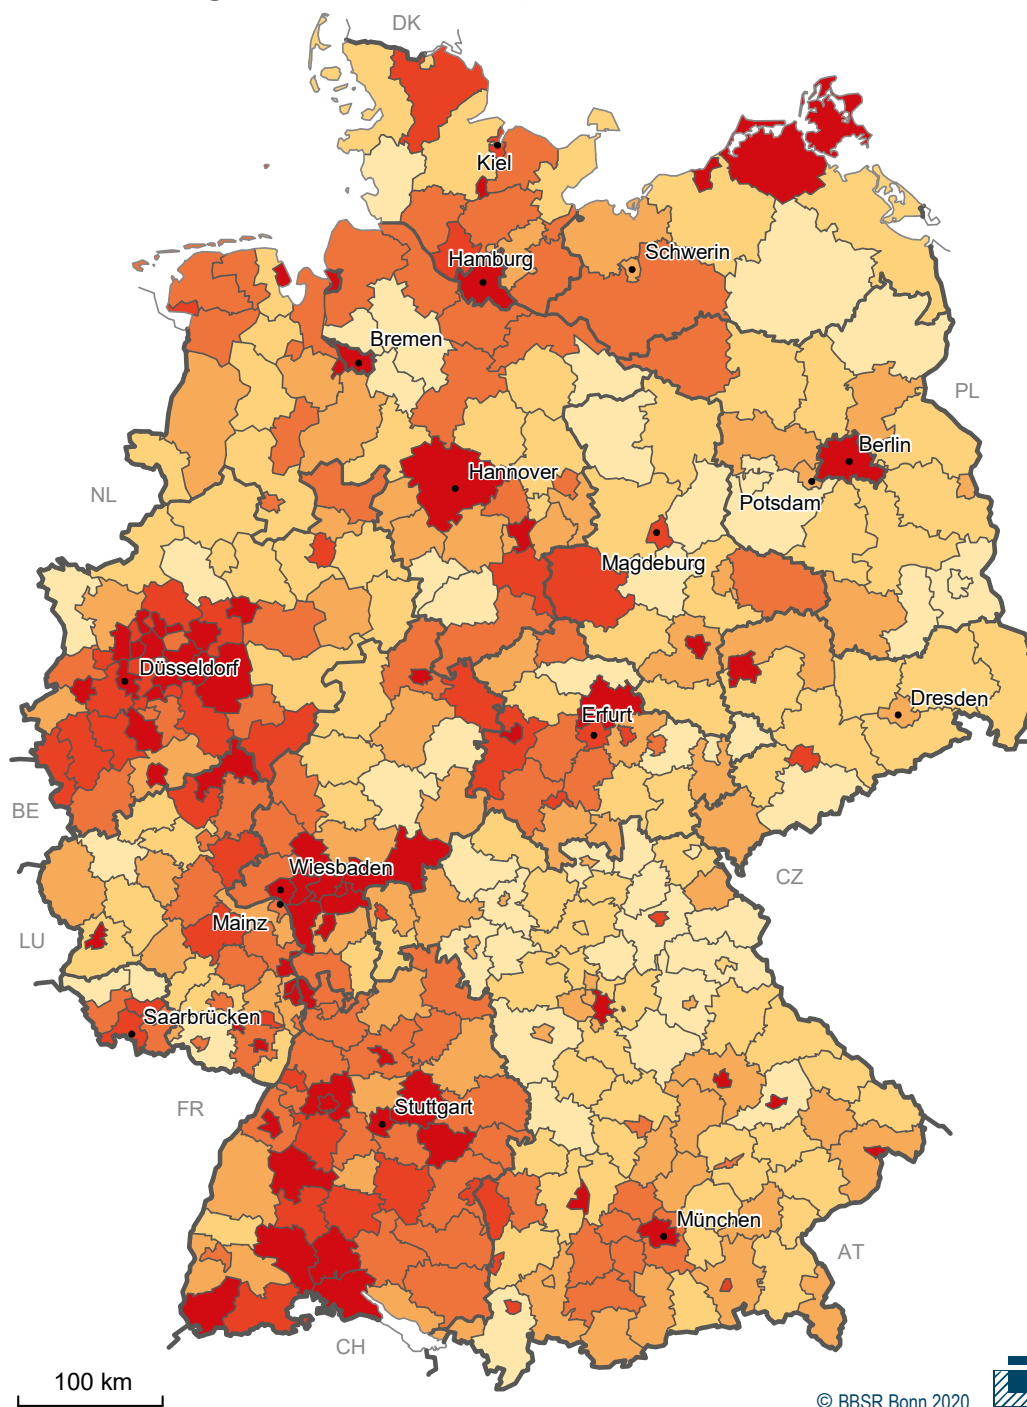 DK
Kiel
Schwerin
Hamburg
Bremen
PL
Berlin
Hannover
NL
Potsdam
Magdeburg
Düsseldorf
Dresden
Erfurt
BE
Wiesbaden
CZ
Mainz
LU
Saarbrücken
FR
Stuttgart
München
AT
CH
100 km
© BBSR Bonn 2020